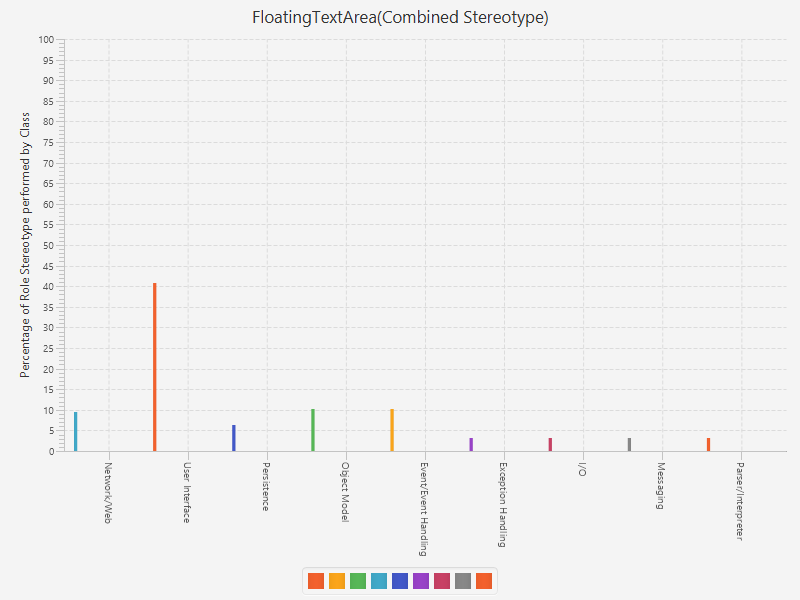 FloatingTextArea(Combined Stereotype)
Percentage of Role Stereotype performed by Class
100
95
90
85
80
75
70
65
60
55
50
45
40
35
30
25
20
15
10
5
0
Network/Web
User Interface
Persistence
Object Model
Event/Event Handling
Exception Handling
I/O
Messaging
Parser/Interpreter